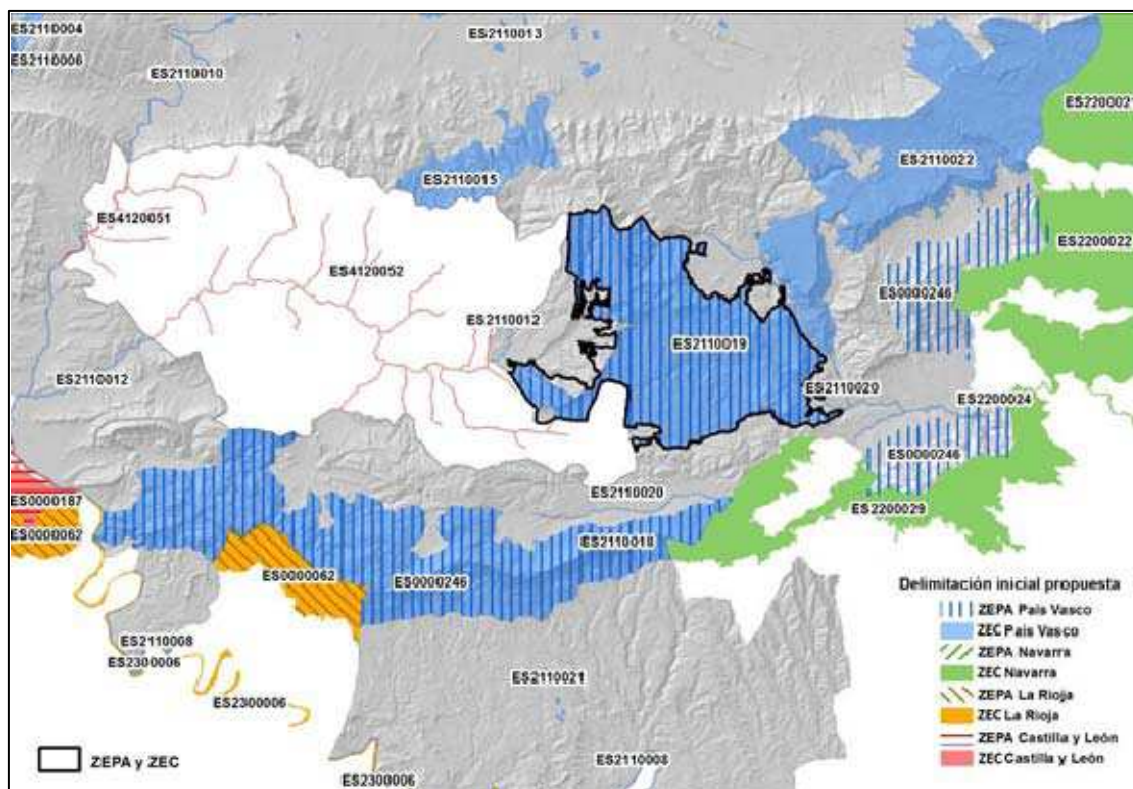 ES2110004
ES2110006
ES2110010
ES2110013
ES2200021
ES2110015
ES2110022
ES4120051
ES4120052
ES2200022
ES0000246
ES2110012
ES2110019
ES2110012
ES2110020
ES2200024
ES0000246
ES0000187
ES2110020
ES2200029
ES0000062
ES2110018
ES0000062
ES0000246
ES2110008
ES2300006
ES2110021
ES2300006
ES2110008
ES2300006
Delimitación inicial propuesta
ZEPA País Vasco
ZEC País Vasco
ZEPA Navarra
ZEC Navarra
ZEPA La Rioja
ZEC La Rioja
ZEPA Castilla y León
ZEC Castilla y León
ZEPA y ZEC